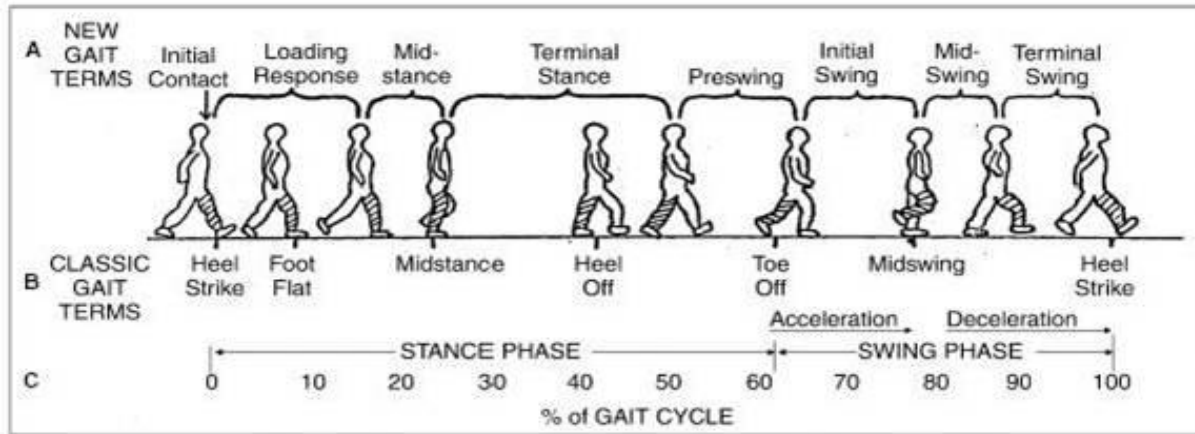 A
NEW
GAIT
TERMS
Initial
Contact
Loading
Response
Mid-
stance
Terminal
Stance
Preswing
Initial
Swing
Mid-
Swing
Terminal
Swing
B
CLASSIC
GAIT
TERMS
Heel
Strike
Foot
Flat
Midstance
Heel
Off
Toe
Off
Midswing
Heel
Strike
Acceleration
Deceleration
STANCE PHASE
SWING PHASE
C
0 10 20 30 40 50 60 70 80 90 100
% of GAIT CYCLE